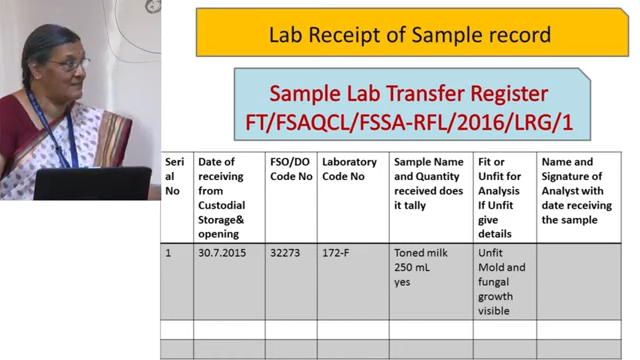 Lab Receipt of Sample record
Sample Lab Transfer Register
FT/FSAQCL/FSSA-RFL/2016/LRG/1
Seri
al
No
Date of
receiving
from
Custodial
Storage&
opening
FSO/DO
Code No
Laboratory
Code No
Sample Name
and Quantity
received does
it tally
Fit or
Unfit for
Analysis
If Unfit
give
details
Name and
Signature of
Analyst with
date receiving
the sample
1
30.7.2015
32273
172-F
Toned milk
250 mL
yes
Unfit
Mold and
fungal
growth
visible